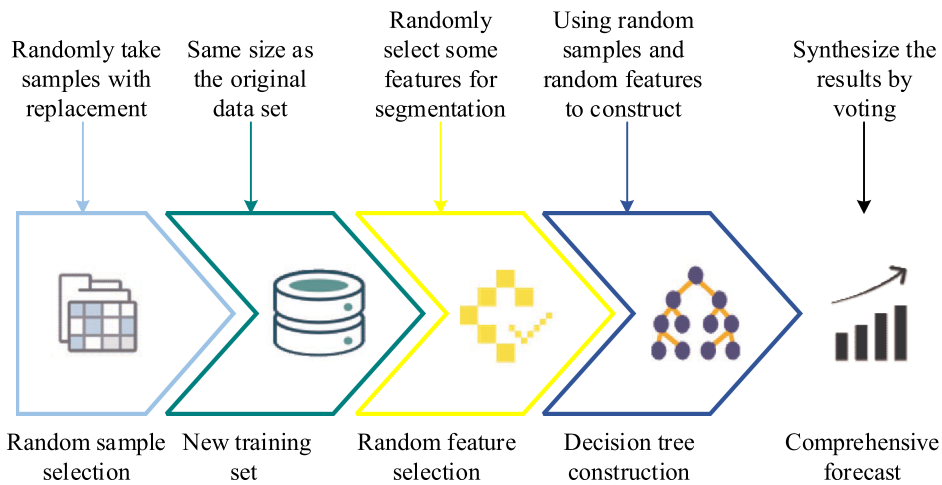 Randomly take
samples with
replacement
Same size as
the original
data set
Randomly
select some
features for
segmentation
Using random
samples and
random features
to construct
Synthesize the
results by
voting
Random sample
selection
New training
set
Random feature
selection
Decision tree
construction
Comprehensive
forecast